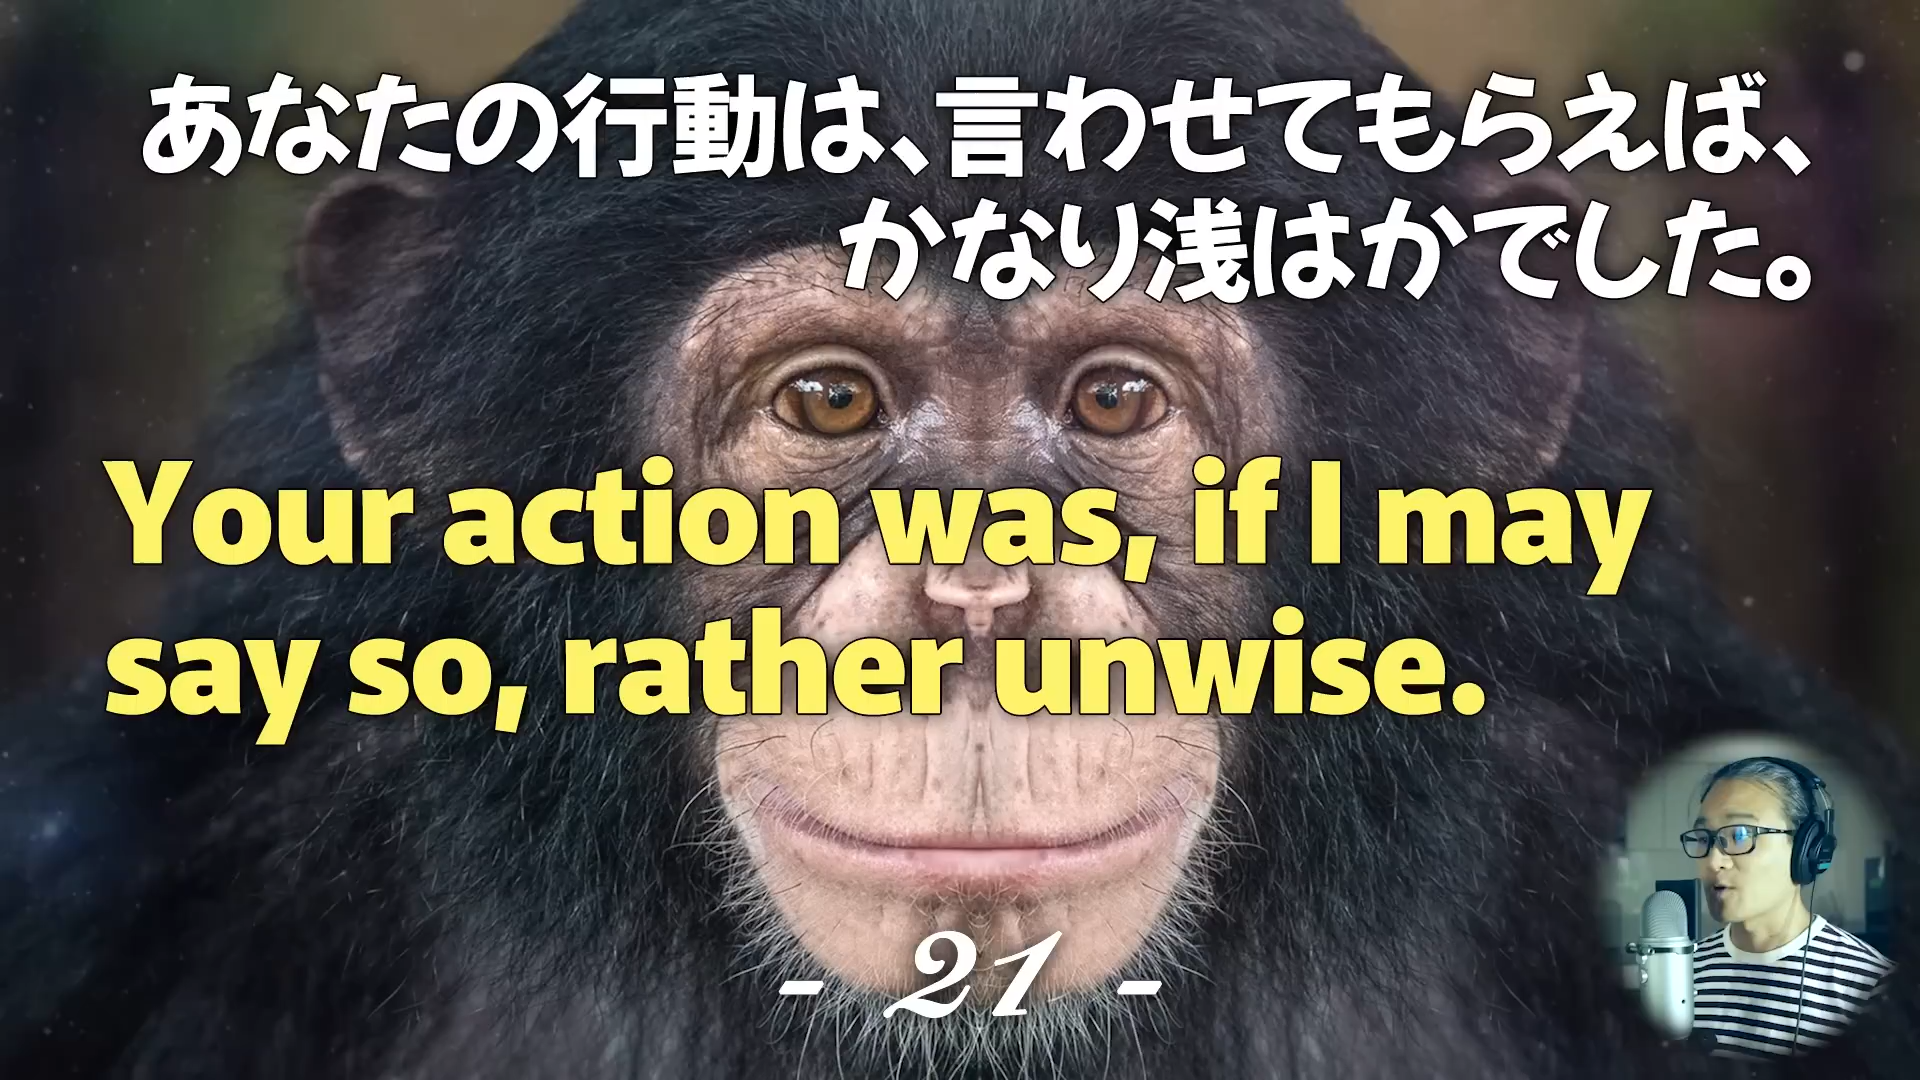 あなたの行動は、言わせてもらえば、
かなり浅はかでした。
Your action was, if I may
say so, rather unwise.
- 21 -